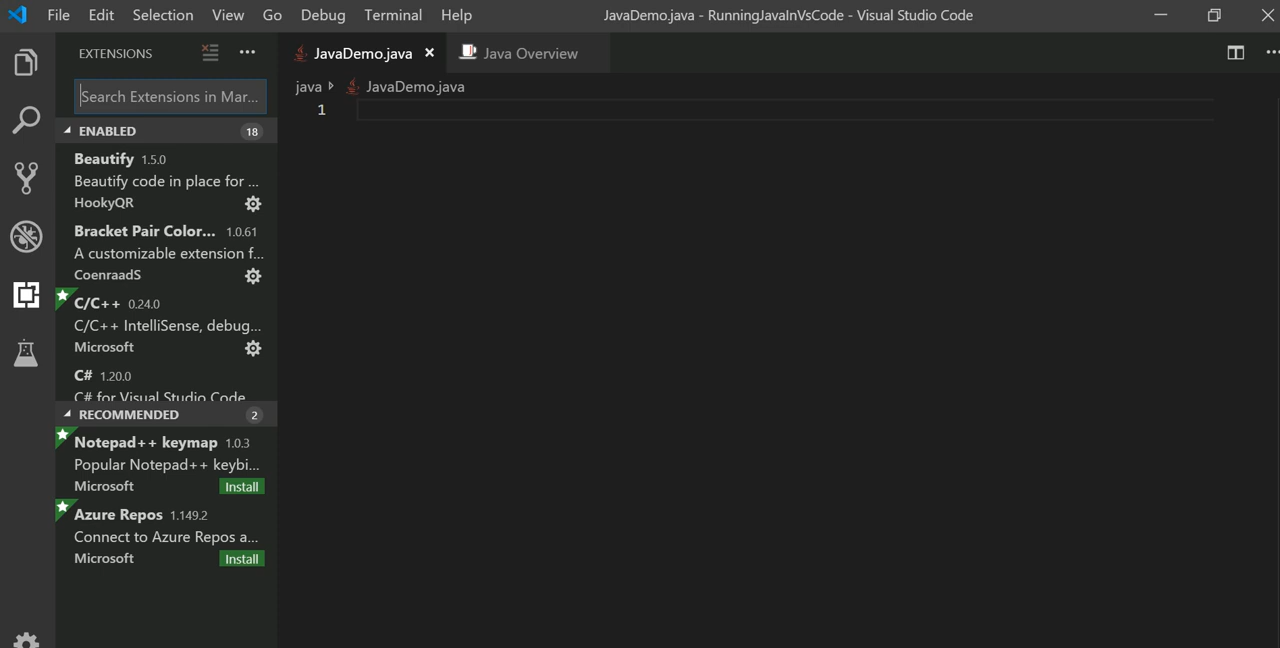 File Edit Selection View Go Debug Terminal Help JavaDemo.java - RunningJavaInVsCode - Visual Studio Code
EXTENSIONS
JavaDemo.java Java Overview
Search Extensions in Mar...
java JavaDemo.java
1
ENABLED 18
Beautify 1.5.0
Beautify code in place for ...
HookyQR
Bracket Pair Color... 1.0.61
A customizable extension f...
CoenraadS
C/C++ 0.24.0
C/C++ IntelliSense, debug...
Microsoft
C# 1.20.0
C# for Visual Studio Code
RECOMMENDED 2
Notepad++ keymap 1.0.3
Popular Notepad++ keybi...
Microsoft Install
Azure Repos 1.149.2
Connect to Azure Repos a...
Microsoft Install